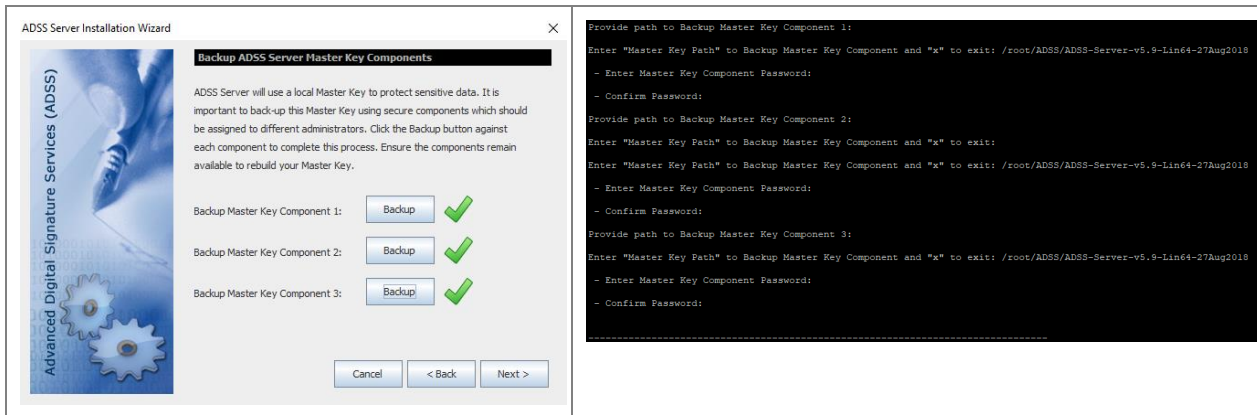 ADSS Server Installation Wizard
Advanced Digital Signature Services (ADSS)
Backup ADSS Server Master Key Components
ADSS Server will use a local Master Key to protect sensitive data. It is
important to back-up this Master Key using secure components which should
be assigned to different administrators. Click the Backup button against
each component to complete this process. Ensure the components remain
available to rebuild your Master Key.
Backup Master Key Component 1: Backup
Backup Master Key Component 2: Backup
Backup Master Key Component 3: Backup
Cancel < Back Next >
Provide path to Backup Master Key Component 1:
Enter "Master Key Path" to Backup Master Key Component and "x" to exit: /root/ADSS/ADSS-Server-v5.9-Lin64-27Aug2018
- Enter Master Key Component Password:
- Confirm Password:
Provide path to Backup Master Key Component 2:
Enter "Master Key Path" to Backup Master Key Component and "x" to exit:
Enter "Master Key Path" to Backup Master Key Component and "x" to exit: /root/ADSS/ADSS-Server-v5.9-Lin64-27Aug2018
- Enter Master Key Component Password:
- Confirm Password:
Provide path to Backup Master Key Component 3:
Enter "Master Key Path" to Backup Master Key Component and "x" to exit: /root/ADSS/ADSS-Server-v5.9-Lin64-27Aug2018
- Enter Master Key Component Password:
- Confirm Password: